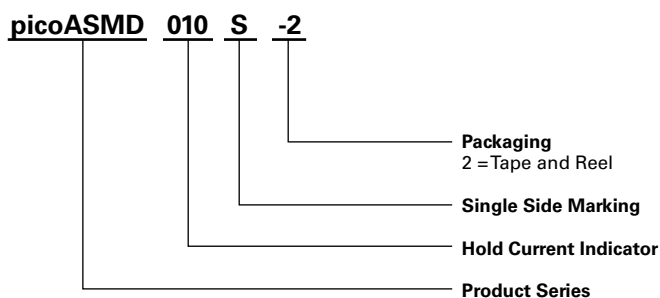 picoASMD 010 S -2
Packaging
2 = Tape and Reel
Single Side Marking
Hold Current Indicator
Product Series